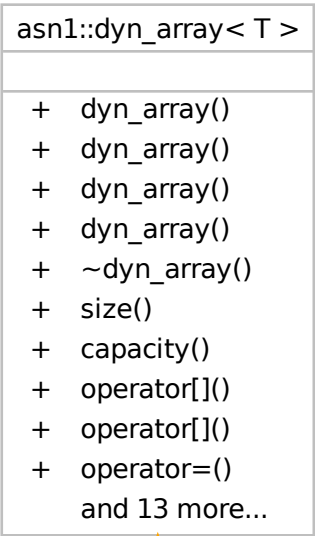 asn1::dyn_array< T >
+ dyn_array()
+ dyn_array()
+ dyn_array()
+ dyn_array()
+ ~dyn_array()
+ size()
+ capacity()
+ operator[]()
+ operator[]()
+ operator=()
and 13 more...